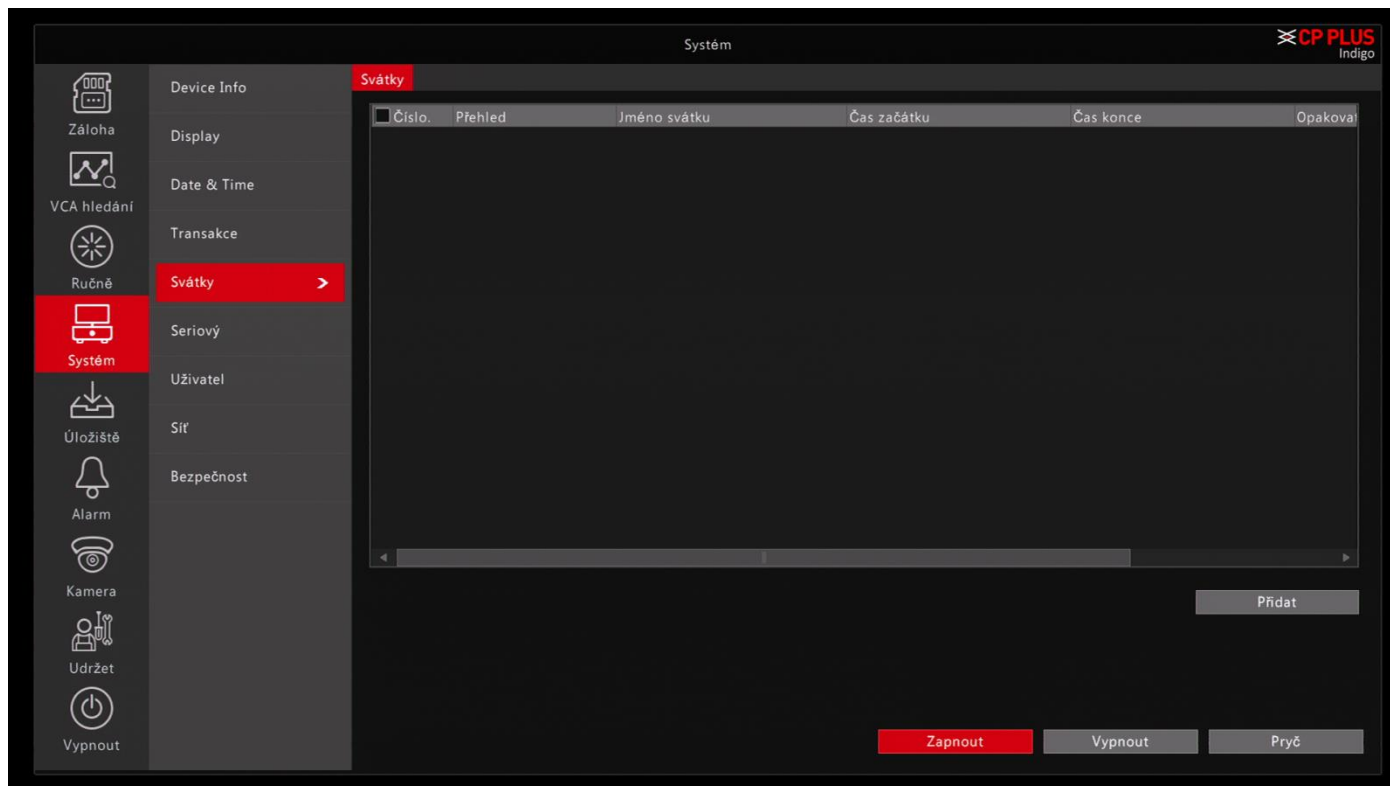 Systém
CP PLUS
Indigo
Záloha
VCA hledání
Ručně
Systém
Úložiště
Alarm
Kamera
Udržet
Vypnout
Device Info
Display
Date & Time
Transakce
Svátky >
Seriový
Uživatel
Síť
Bezpečnost
Svátky
Číslo. Přehled Jméno svátku Čas začátku Čas konce Opakovat
Přidat
Zapnout Vypnout Pryč